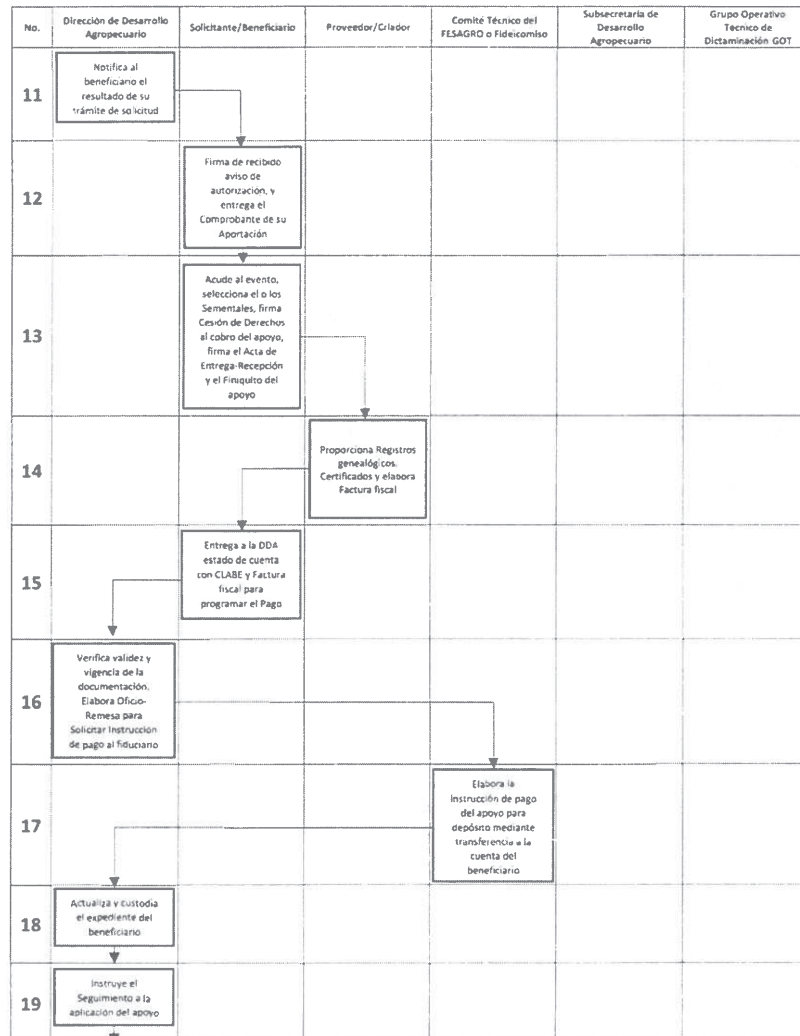 No.
Dirección de Desarrollo
Agropecuario
Solicitante/Beneficiario
Proveedor/Criador
Comité Técnico del
FESAGRO o Fideicomiso
Subsecretaría de
Desarrollo
Agropecuario
Grupo Operativo
Técnico de
Dictaminación GOT
11
Notifica al
beneficiario el
resultado de su
trámite de solicitud
12
Firma de recibido
aviso de
autorización, y
entrega el
Comprobante de su
Aportación
13
Acude al evento,
selecciona el o los
Sementales, firma
Cesión de Derechos
al cobro del apoyo,
firma el Acta de
Entrega-Recepción
y el Finiquito del
apoyo
14
Proporciona Registros
genealógicos,
Certificados y elabora
Factura fiscal
15
Entrega a la DDA
estado de cuenta
con CLABE y Factura
fiscal para
programar el Pago
16
Verifica validez y
vigencia de la
documentación.
Elabora Oficio-
Remesa para
Solicitar Instrucción
de pago al fiduciario
17
Elabora la
Instrucción de pago
del apoyo para
depósito mediante
transferencia a la
cuenta del
beneficiario
18
Actualiza y custodia
el expediente del
beneficiario
19
Instruye el
Seguimiento a la
aplicación del apoyo